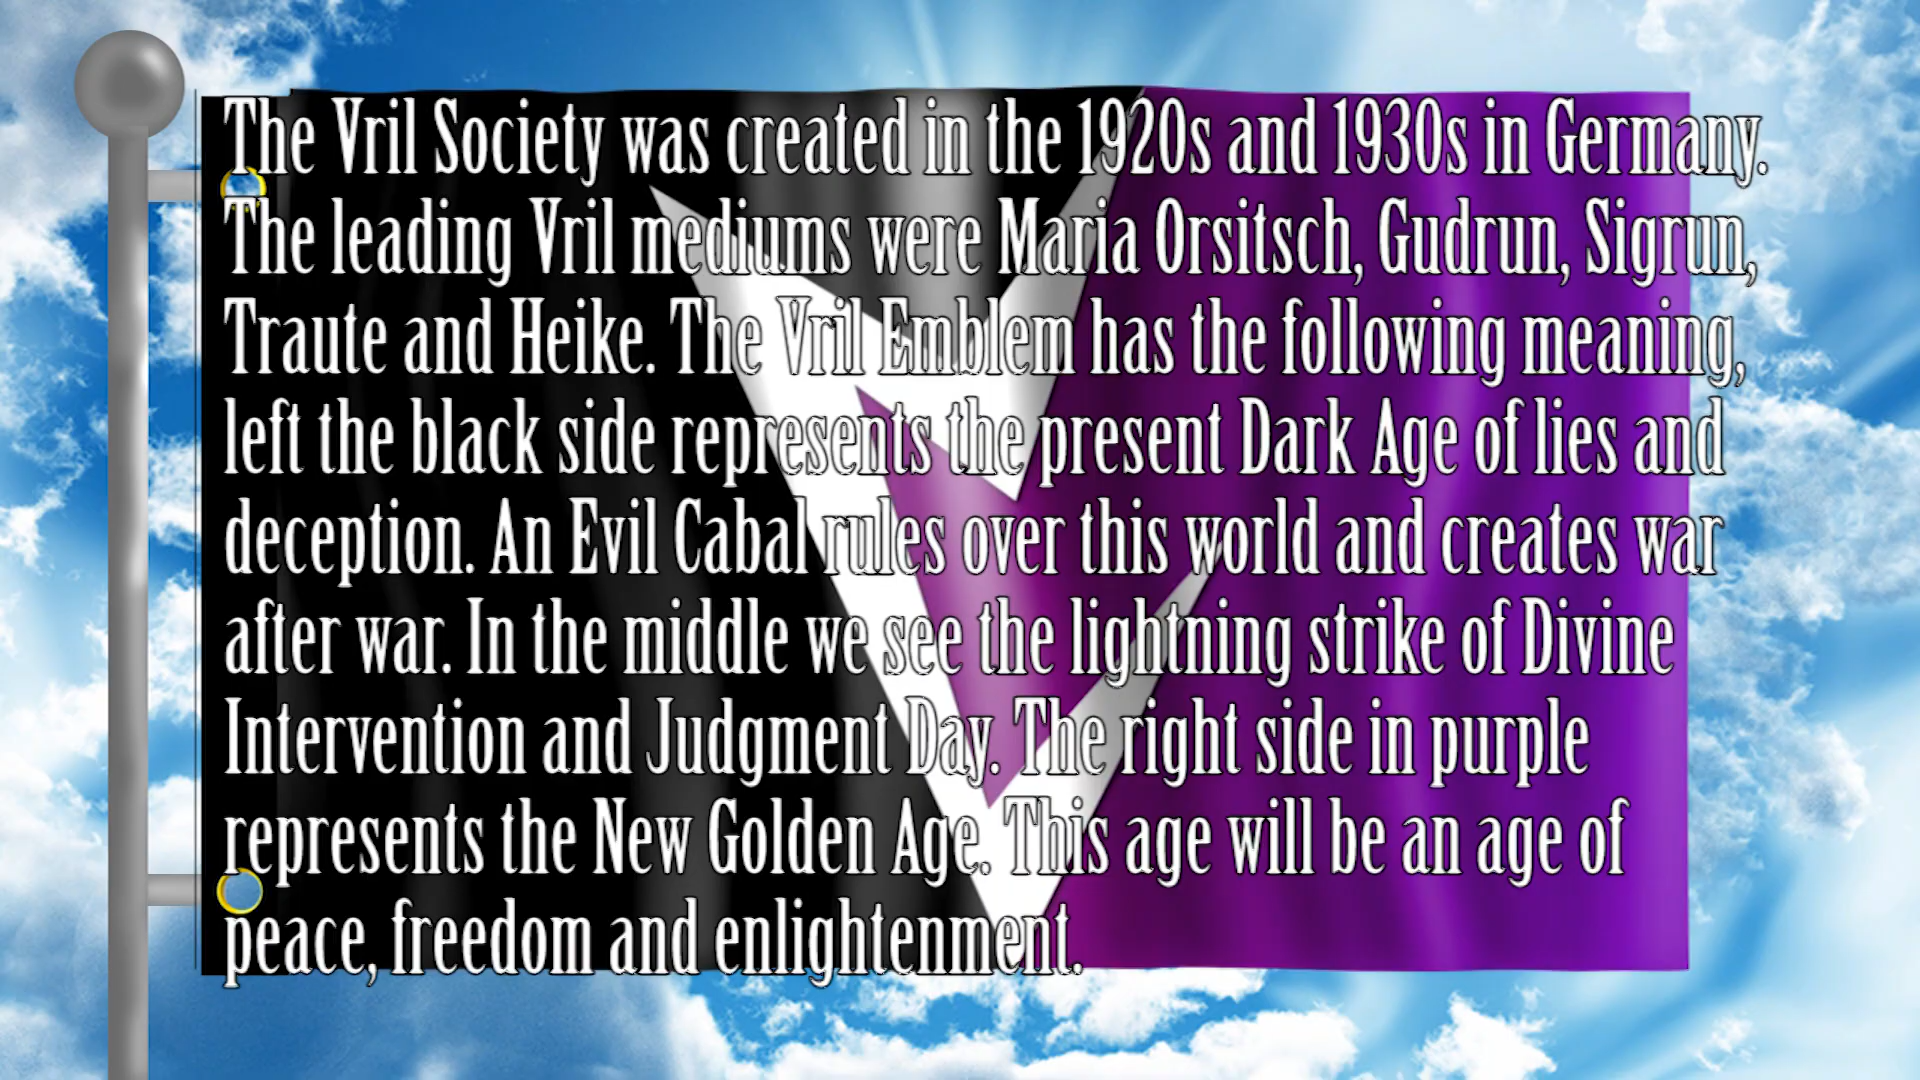 The Vril Society was created in the 1920s and 1930s in Germany.
The leading Vril mediums were Maria Orsitsch, Gudrun, Sigrun,
Traute and Heike. The Vril Emblem has the following meaning,
left the black side represents the present Dark Age of lies and
deception. An Evil Cabal rules over this world and creates war
after war. In the middle we see the lightning strike of Divine
Intervention and Judgment Day. The right side in purple
represents the New Golden Age. This age will be an age of
peace, freedom and enlightenment.